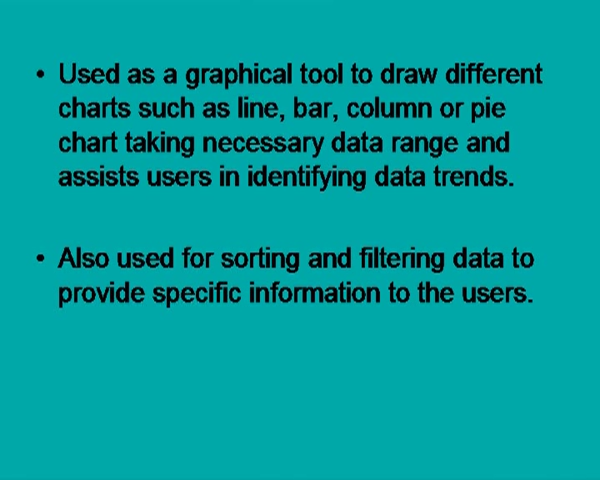 • Used as a graphical tool to draw different
charts such as line, bar, column or pie
chart taking necessary data range and
assists users in identifying data trends.
• Also used for sorting and filtering data to
provide specific information to the users.